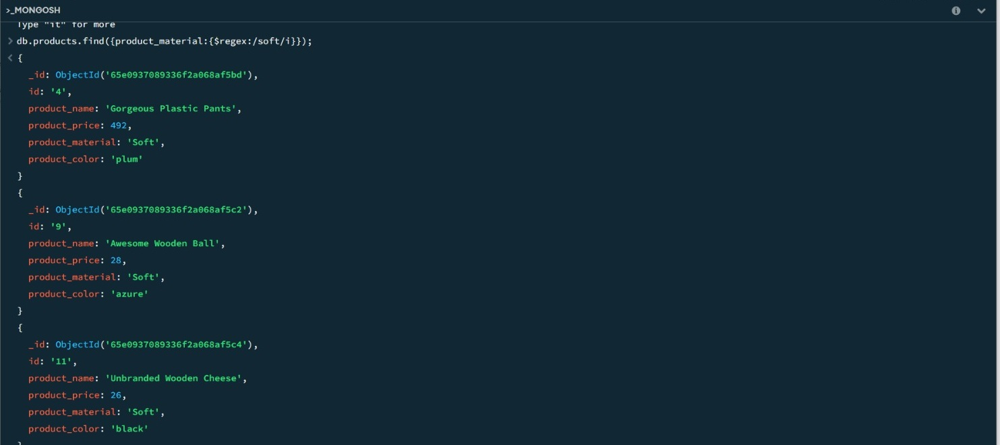 >_MONGOSH
Type "it" for more
> db.products.find({product_material:{$regex:/soft/i}});
< {
_id: ObjectId('65e0937089336f2a068af5bd'),
id: '4',
product_name: 'Gorgeous Plastic Pants',
product_price: 492,
product_material: 'Soft',
product_color: 'plum'
}
{
_id: ObjectId('65e0937089336f2a068af5c2'),
id: '9',
product_name: 'Awesome Wooden Ball',
product_price: 28,
product_material: 'Soft',
product_color: 'azure'
}
{
_id: ObjectId('65e0937089336f2a068af5c4'),
id: '11',
product_name: 'Unbranded Wooden Cheese',
product_price: 26,
product_material: 'Soft',
product_color: 'black'
}